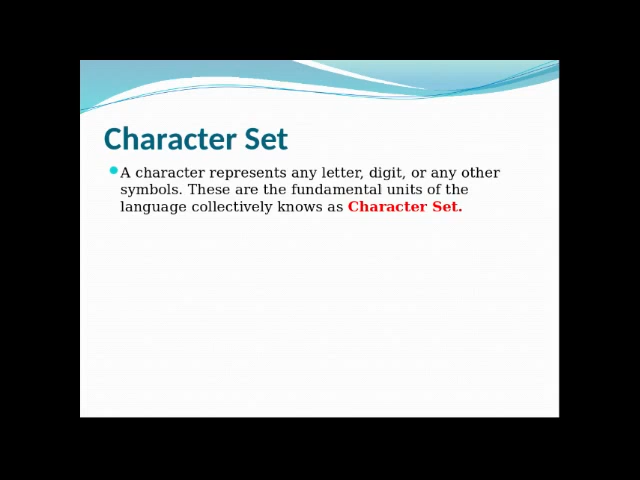 Character Set
A character represents any letter, digit, or any other
symbols. These are the fundamental units of the
language collectively knows as Character Set.